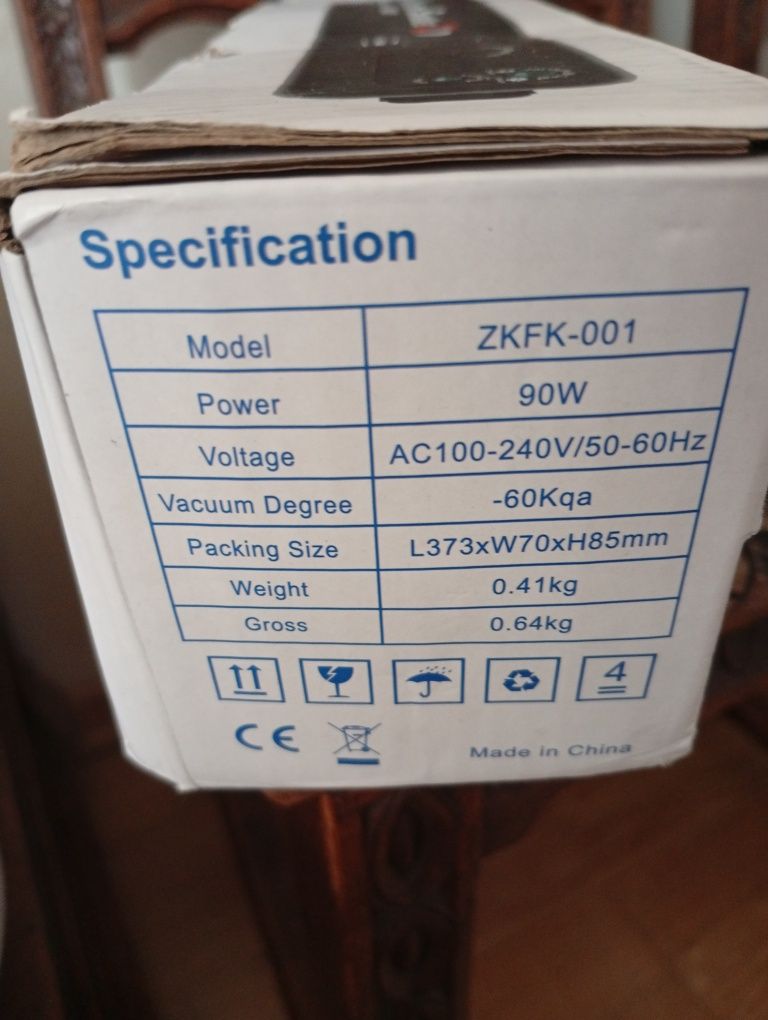 Specification
Model ZKFK-001
Power 90W
Voltage AC100-240V/50-60Hz
Vacuum Degree -60Kqa
Packing Size L373xW70xH85mm
Weight 0.41kg
Gross 0.64kg
4
CE
Made in China